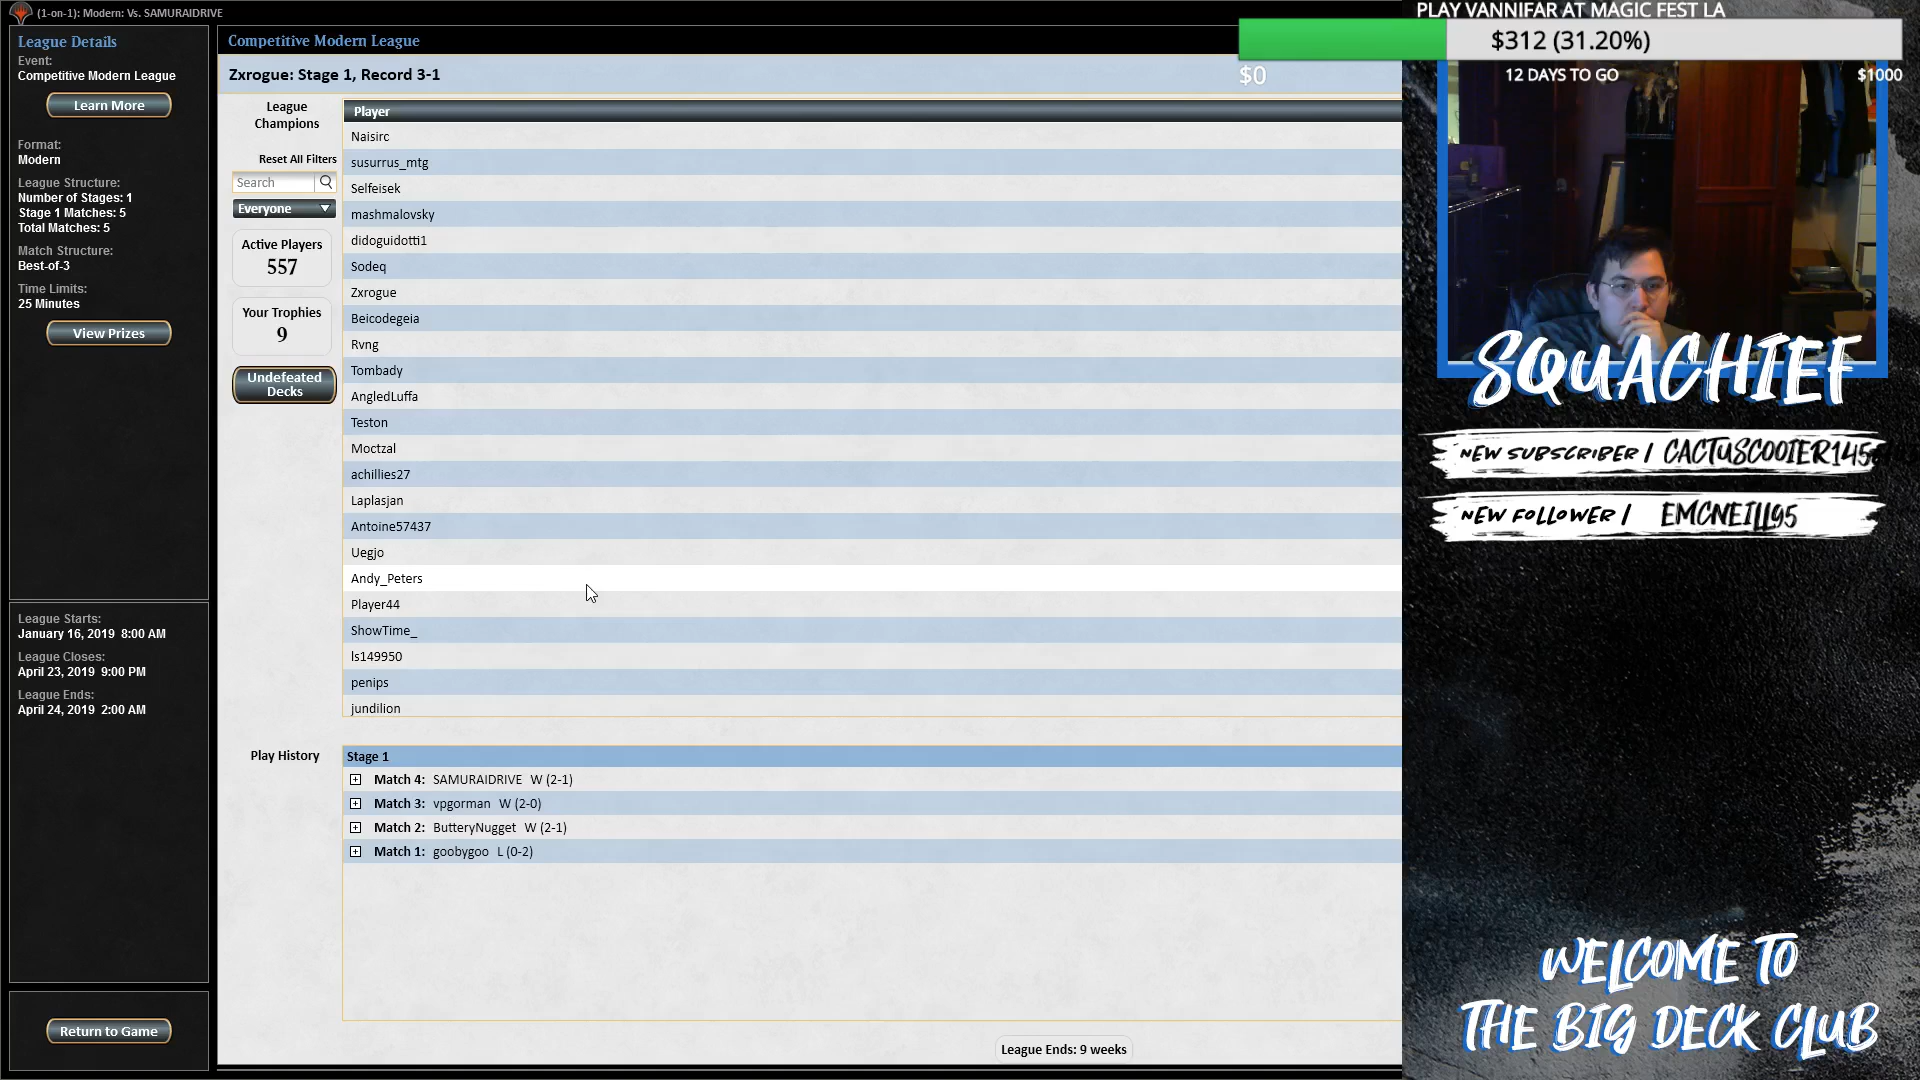 (1-on-1): Modern: Vs. SAMURAIDRIVE
League Details
Event:
Competitive Modern League
Learn More
Format:
Modern
League Structure:
Number of Stages: 1
Stage 1 Matches: 5
Total Matches: 5
Match Structure:
Best-of-3
Time Limits:
25 Minutes
View Prizes
League Starts:
January 16, 2019 8:00 AM
League Closes:
April 23, 2019 9:00 PM
League Ends:
April 24, 2019 2:00 AM
Return to Game
Competitive Modern League
Zxrogue: Stage 1, Record 3-1
League
Champions
Reset All Filters
Search
Everyone
Active Players
557
Your Trophies
9
Undefeated
Decks
Player
Naisirc
susurrus_mtg
Selfeisek
mashmalovsky
didoguidotti1
Sodeq
Zxrogue
Beicodegeia
Rvng
Tombady
AngledLuffa
Teston
Moctzal
achillies27
Laplasjan
Antoine57437
Uegjo
Andy_Peters
Player44
ShowTime_
ls149950
penips
jundilion
Play History
Stage 1
Match 4: SAMURAIDRIVE W (2-1)
Match 3: vpgorman W (2-0)
Match 2: ButteryNugget W (2-1)
Match 1: goobygoo L (0-2)
League Ends: 9 weeks
PLAY VANNIFAR AT MAGIC FEST LA
$312 (31.20%)
$0
12 DAYS TO GO
$1000
SQUACHIEF
NEW SUBSCRIBER / CACTUSCOOIER145
NEW FOLLOWER / EMCNEILL95
WELCOME TO
THE BIG DECK CLUB